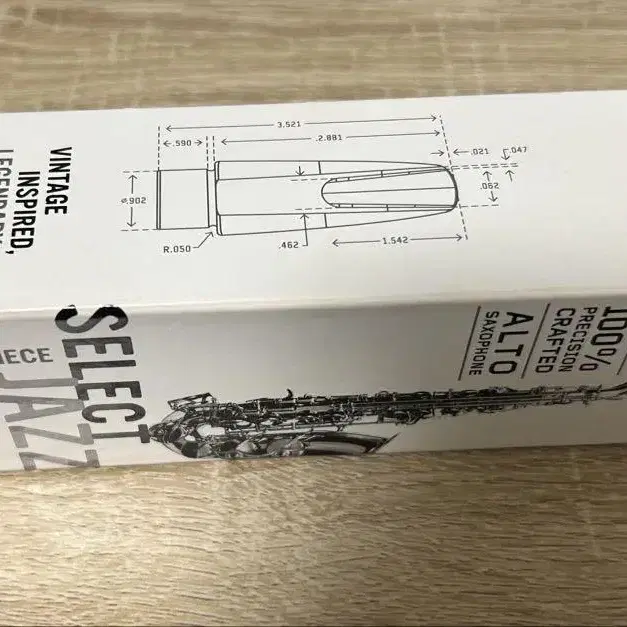 3.521
.590
2.881
.021
.047
ø.902
.062
R.050
.462
1.542
VINTAGE
INSPIRED,
SELECT
JAZZ
100%
PRECISION
CRAFTED
ALTO
SAXOPHONE